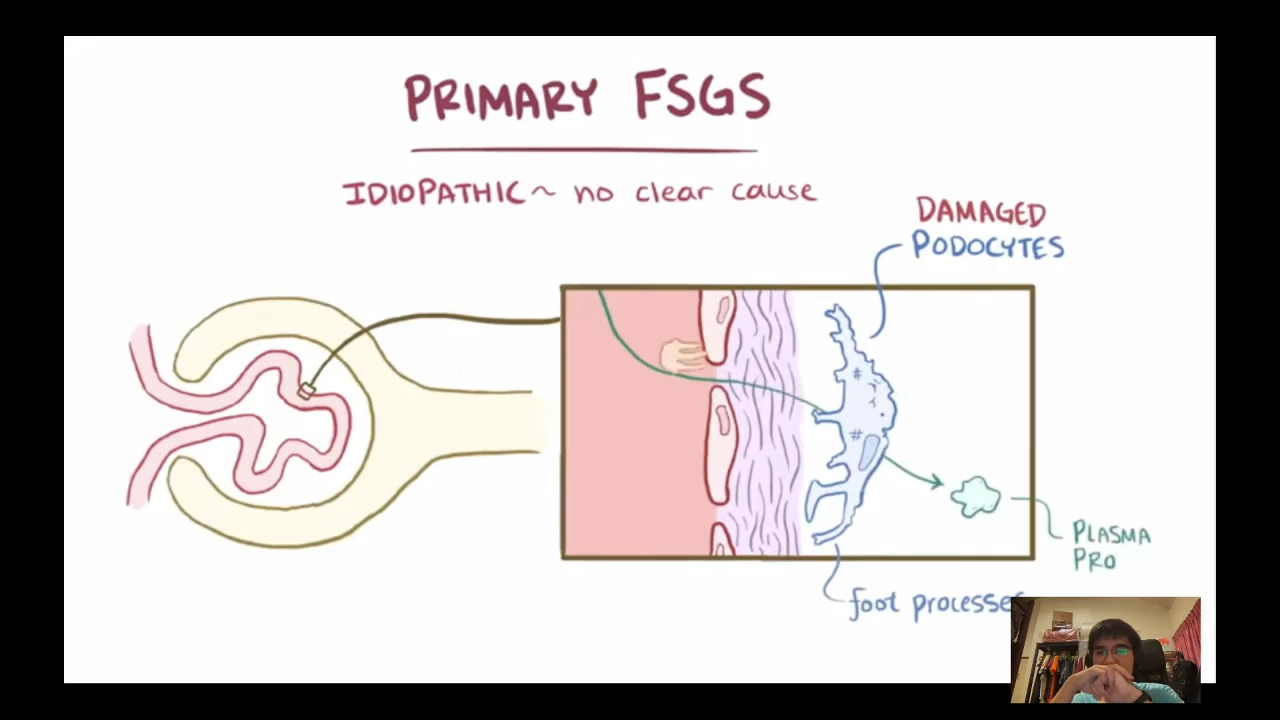 PRIMARY FSGS
IDIOPATHIC ~ no clear cause
DAMAGED
PODOCYTES
PLASMA
PRO
foot processes